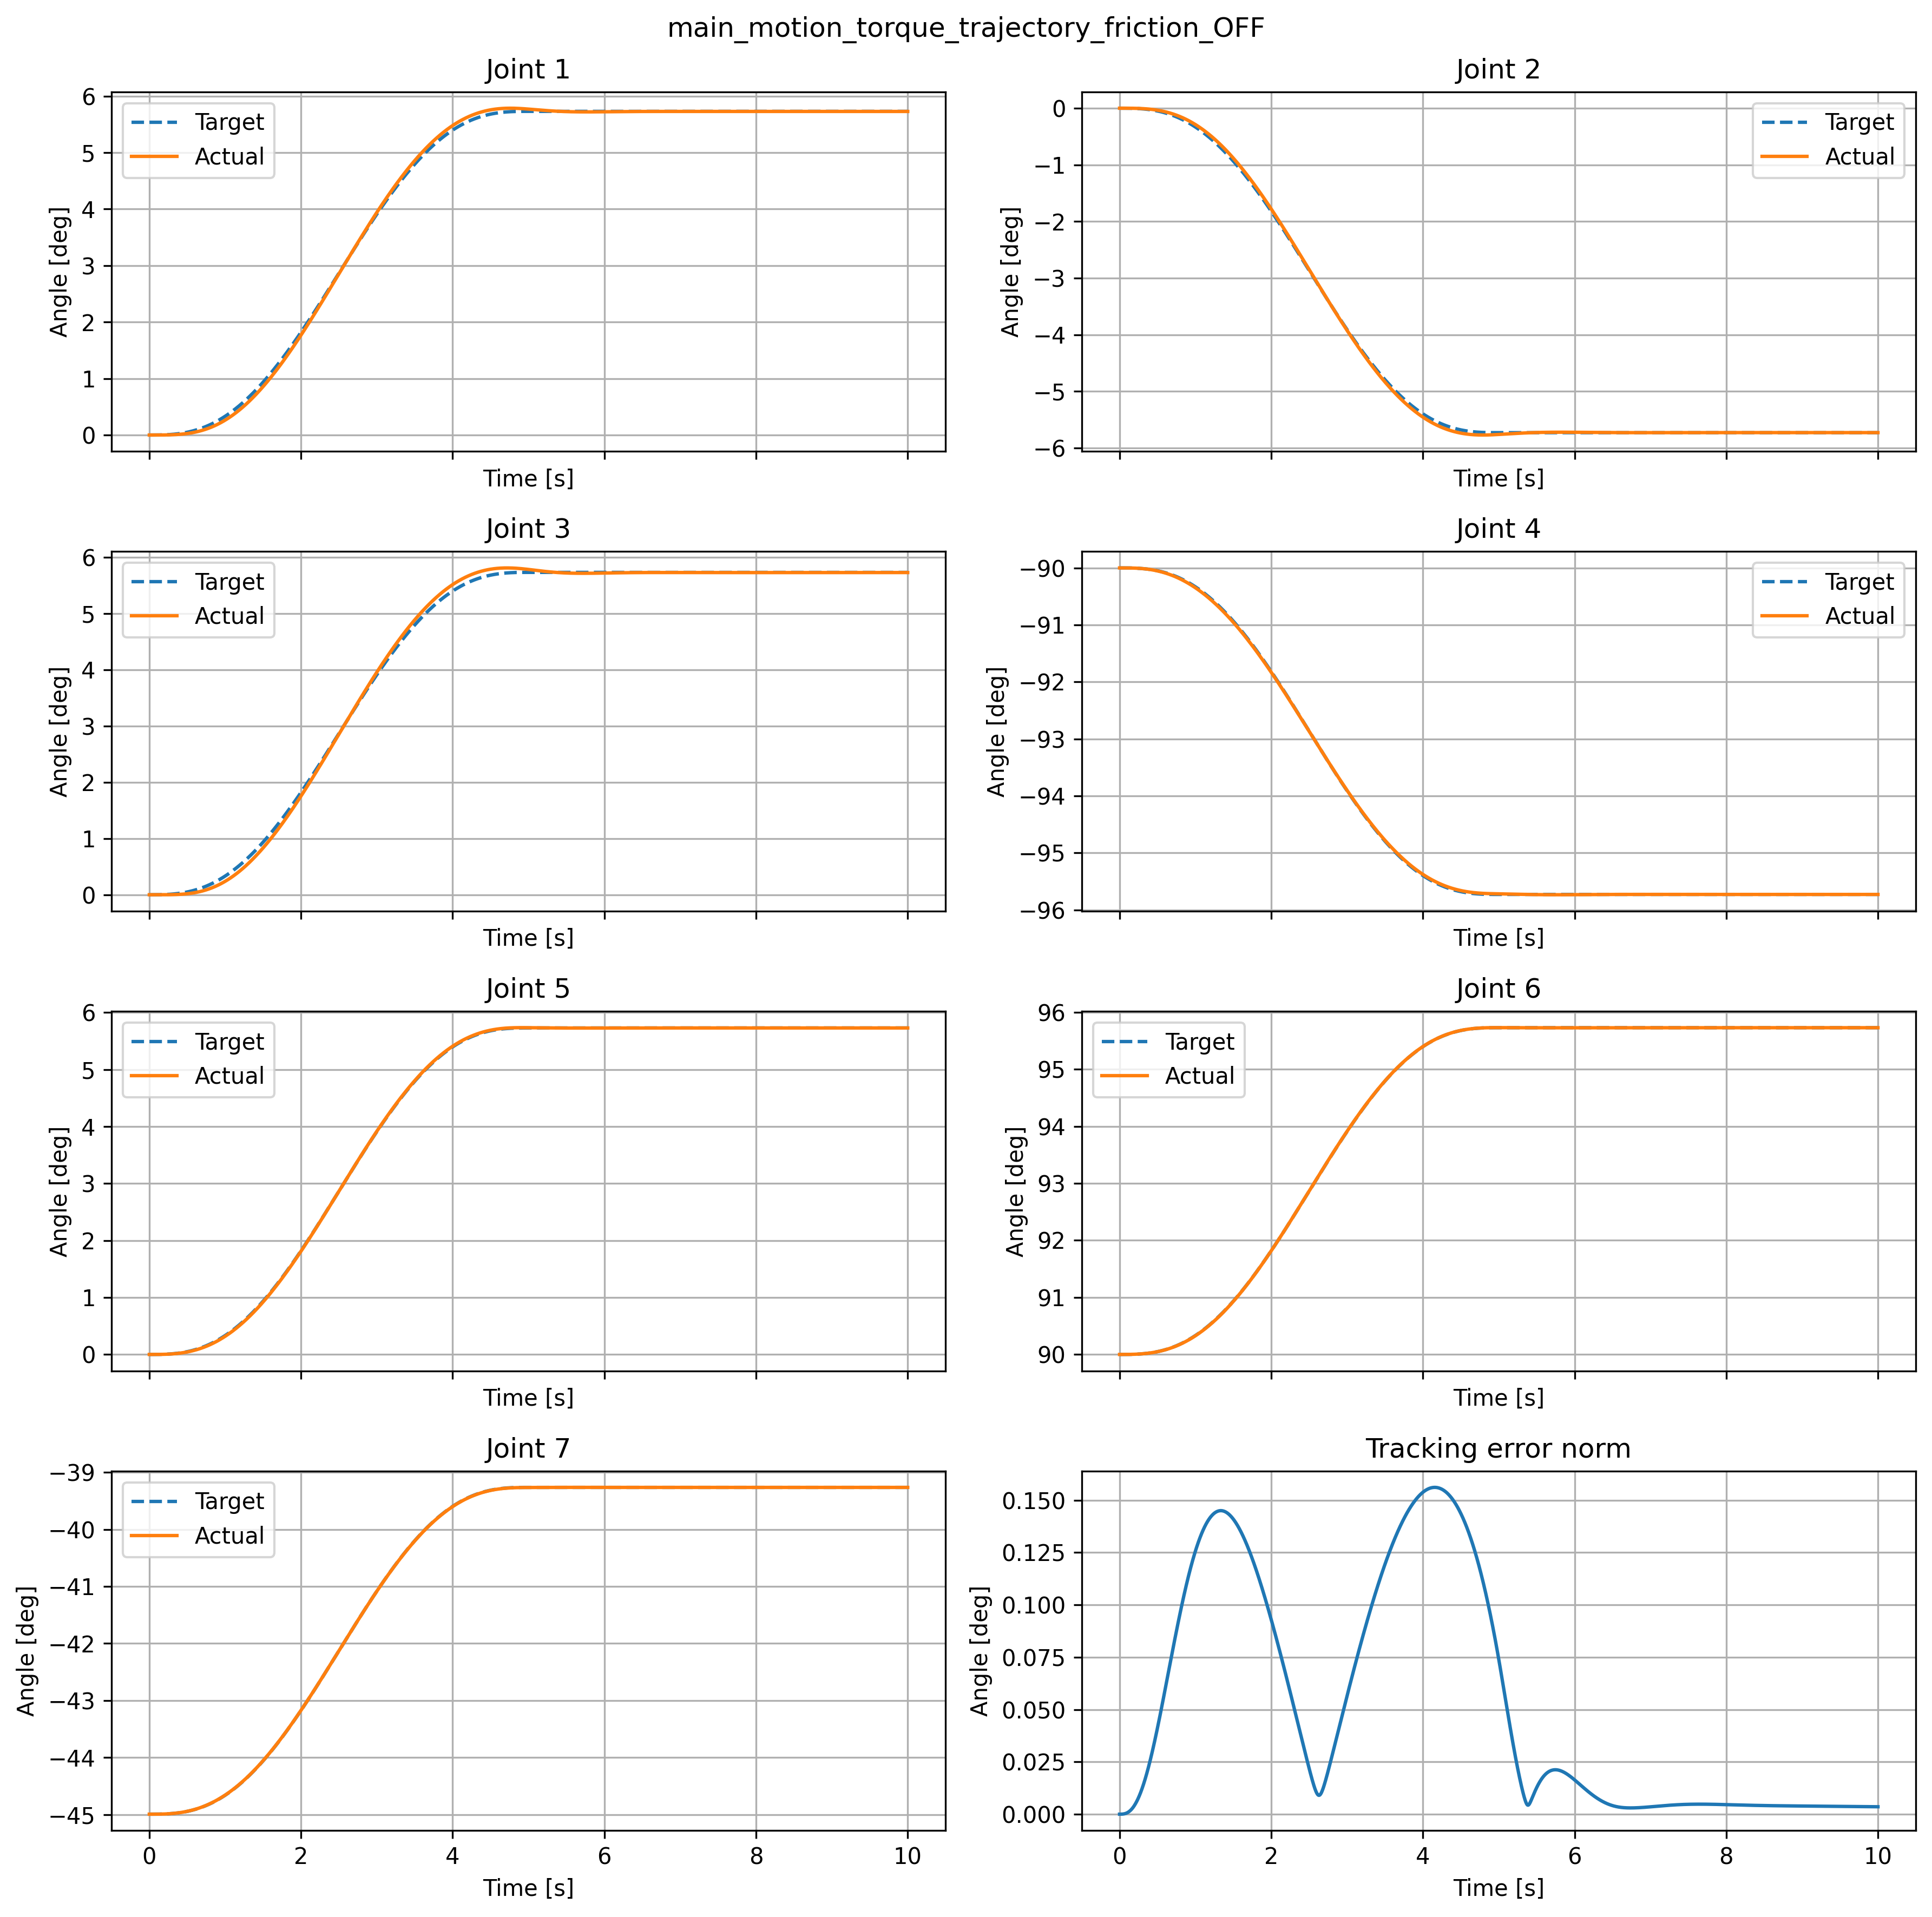 main_motion_torque_trajectory_friction_OFF
Joint 1
Angle [deg]
6
5
4
3
2
1
0
Target
Actual
Time [s]
Joint 2
Angle [deg]
0
−1
−2
−3
−4
−5
−6
Target
Actual
Time [s]
Joint 3
Angle [deg]
6
5
4
3
2
1
0
Target
Actual
Time [s]
Joint 4
Angle [deg]
−90
−91
−92
−93
−94
−95
−96
Target
Actual
Time [s]
Joint 5
Angle [deg]
6
5
4
3
2
1
0
Target
Actual
Time [s]
Joint 6
Angle [deg]
96
95
94
93
92
91
90
Target
Actual
Time [s]
Joint 7
Angle [deg]
−39
−40
−41
−42
−43
−44
−45
Target
Actual
0 2 4 6 8 10
Time [s]
Tracking error norm
Angle [deg]
0.150
0.125
0.100
0.075
0.050
0.025
0.000
0 2 4 6 8 10
Time [s]